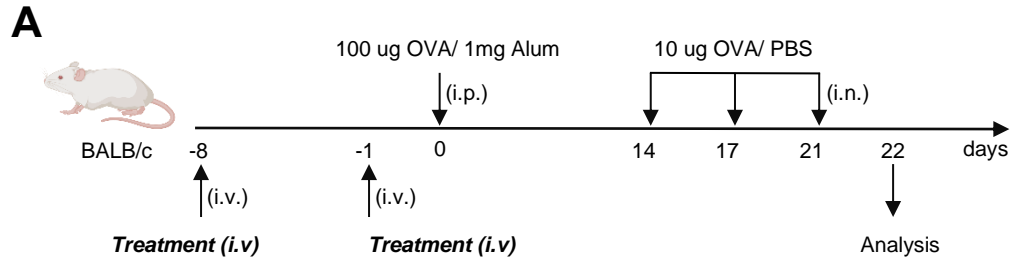 A
100 ug OVA/ 1mg Alum
10 ug OVA/ PBS
(i.p.)
(i.n.)
BALB/c
-8
-1
0
14
17
21
22
days
(i.v.)
(i.v.)
Treatment (i.v)
Treatment (i.v)
Analysis